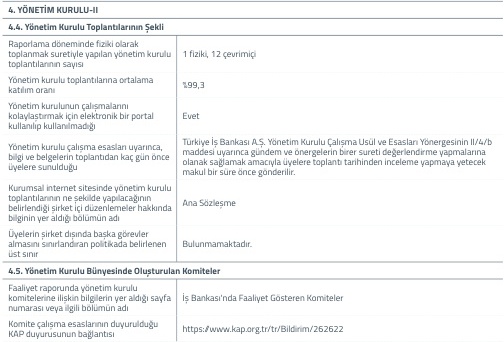 4. YÖNETİM KURULU-II
4.4. Yönetim Kurulu Toplantılarının Şekli
Raporlama döneminde fiziki olarak
toplanmak suretiyle yapılan yönetim kurulu
toplantılarının sayısı
1 fiziki, 12 çevrimiçi
Yönetim kurulu toplantılarına ortalama
katılım oranı
%99,3
Yönetim kurulunun çalışmalarını
kolaylaştırmak için elektronik bir portal
kullanılıp kullanılmadığı
Evet
Yönetim kurulu çalışma esasları uyarınca,
bilgi ve belgelerin toplantıdan kaç gün önce
üyelere sunulduğu
Türkiye İş Bankası A.Ş. Yönetim Kurulu Çalışma Usül ve Esasları Yönergesinin II/4/b
maddesi uyarınca gündem ve önergelerin birer sureti değerlendirme yapmalarına
olanak sağlamak amacıyla üyelere toplantı tarihinden inceleme yapmaya yetecek
makul bir süre önce gönderilir.
Kurumsal internet sitesinde yönetim kurulu
toplantılarının ne şekilde yapılacağının
belirlendiği şirket içi düzenlemeler hakkında
bilginin yer aldığı bölümün adı
Ana Sözleşme
Üyelerin şirket dışında başka görevler
almasını sınırlandıran politikada belirlenen
üst sınır
Bulunmamaktadır.
4.5. Yönetim Kurulu Bünyesinde Oluşturulan Komiteler
Faaliyet raporunda yönetim kurulu
komitelerine ilişkin bilgilerin yer aldığı sayfa
numarası veya ilgili bölümün adı
İş Bankası'nda Faaliyet Gösteren Komiteler
Komite çalışma esaslarının duyurulduğu
KAP duyurusunun bağlantısı
https://www.kap.org.tr/tr/Bildirim/262622